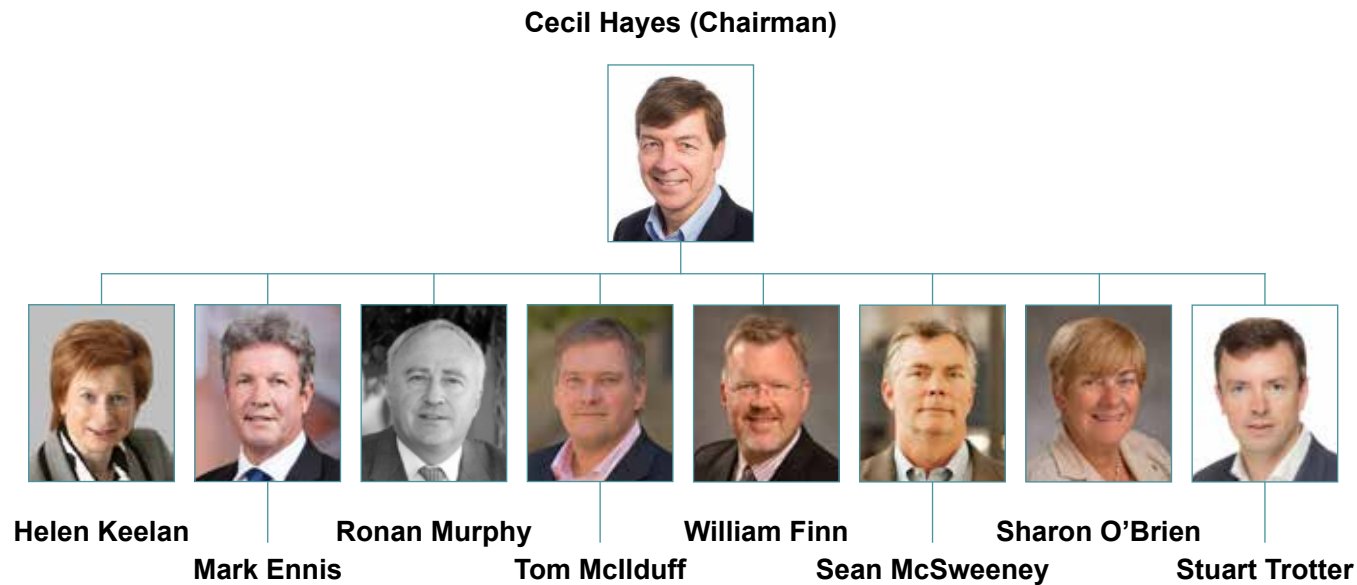 Cecil Hayes (Chairman)
Helen Keelan
Ronan Murphy
William Finn
Sharon O’Brien
Mark Ennis
Tom McIlduff
Sean McSweeney
Stuart Trotter